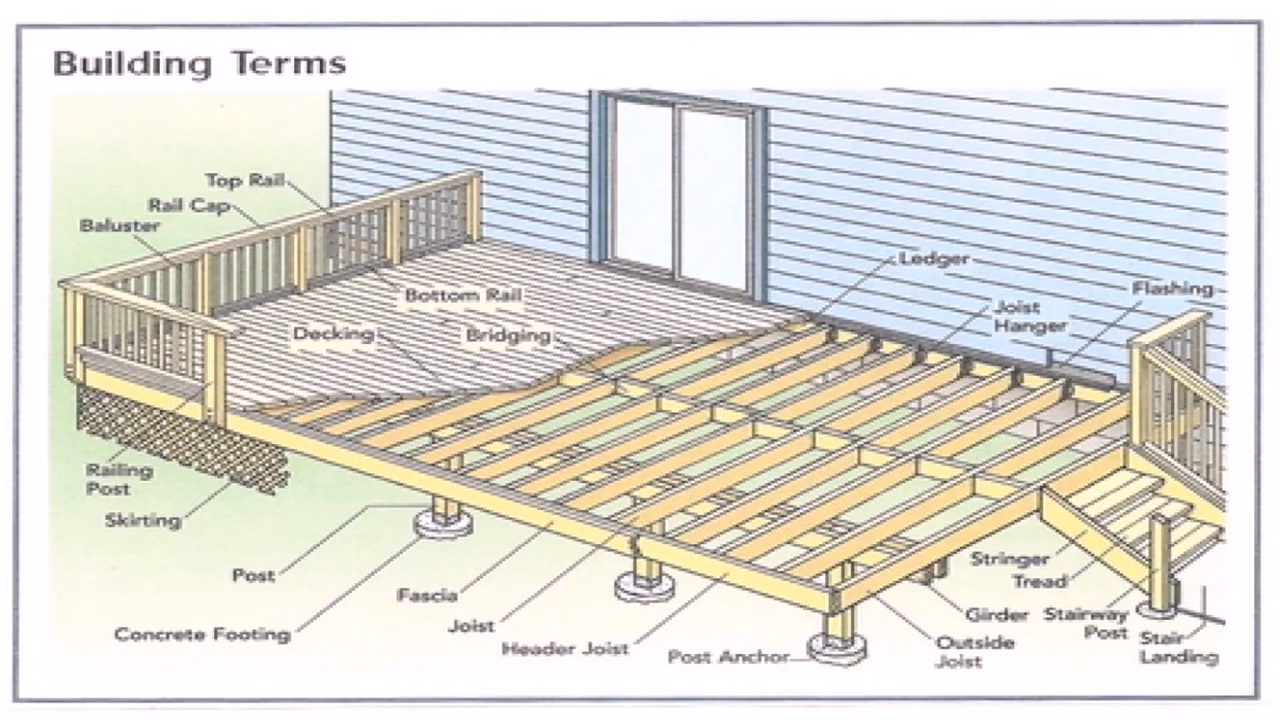 Building Terms
Top Rail
Rail Cap
Baluster
Ledger
Flashing
Bottom Rail
Joist
Hanger
Decking
Bridging
Railing
Post
Skirting
Stringer
Post
Tread
Fascia
Girder
Stairway
Post
Joist
Concrete Footing
Header Joist
Outside
Joist
Stair
Landing
Post Anchor